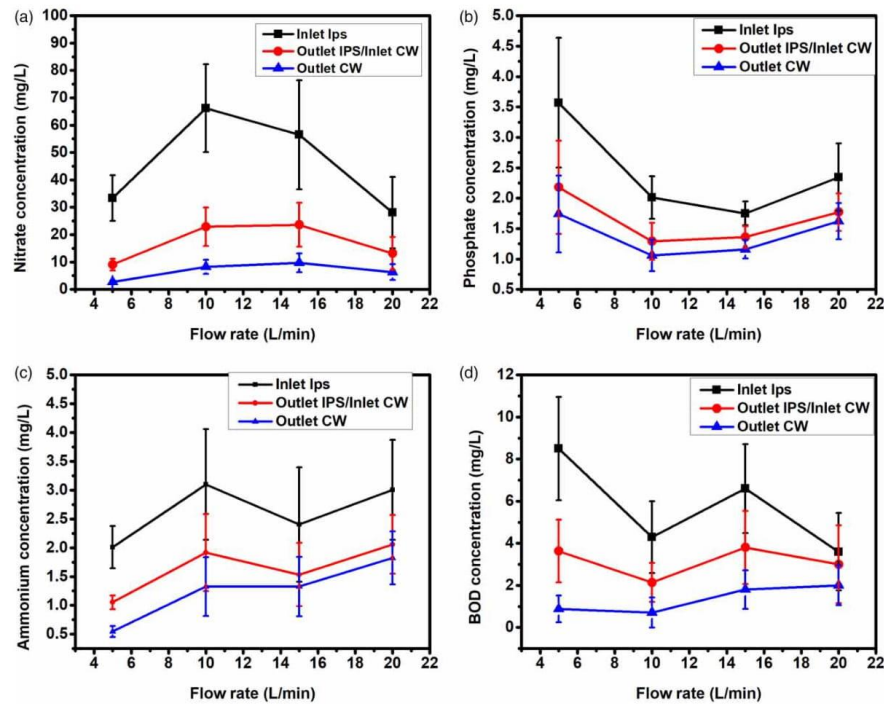 (a)
100
90
80
70
60
50
40
30
20
10
0
Nitrate concentration (mg/L)
Inlet Ips
Outlet IPS/Inlet CW
Outlet CW
4 6 8 10 12 14 16 18 20 22
Flow rate (L/min)
(b)
5.0
4.5
4.0
3.5
3.0
2.5
2.0
1.5
1.0
0.5
Phosphate concentration (mg/L)
Inlet Ips
Outlet IPS/Inlet CW
Outlet CW
4 6 8 10 12 14 16 18 20 22
Flow rate (L/min)
(c)
5.0
4.5
4.0
3.5
3.0
2.5
2.0
1.5
1.0
0.5
Ammonium concentration (mg/L)
Inlet Ips
Outlet IPS/Inlet CW
Outlet CW
4 6 8 10 12 14 16 18 20 22
Flow rate (L/min)
(d)
12
10
8
6
4
2
0
BOD concentration (mg/L)
Inlet Ips
Outlet IPS/Inlet CW
Outlet CW
4 6 8 10 12 14 16 18 20 22
Flow rate (L/min)